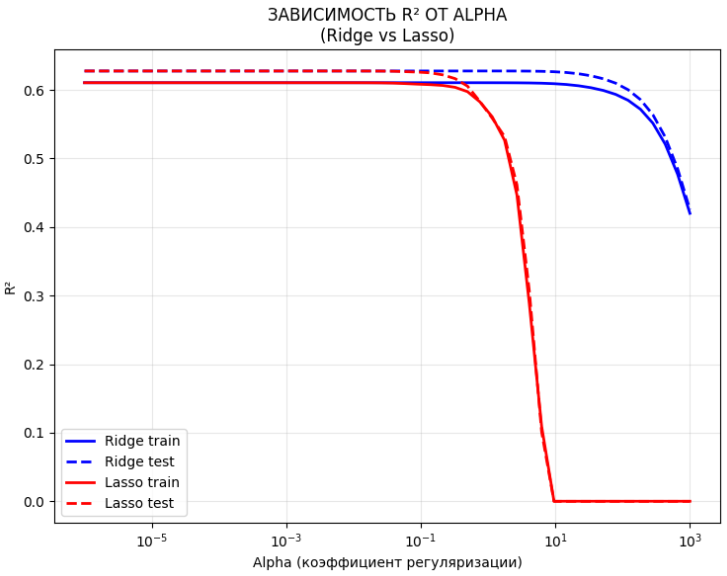 ЗАВИСИМОСТЬ R² ОТ ALPHA
(Ridge vs Lasso)
R²
0.6
0.5
0.4
0.3
0.2
0.1
0.0
Ridge train
Ridge test
Lasso train
Lasso test
10⁻⁵ 10⁻³ 10⁻¹ 10¹ 10³
Alpha (коэффициент регуляризации)